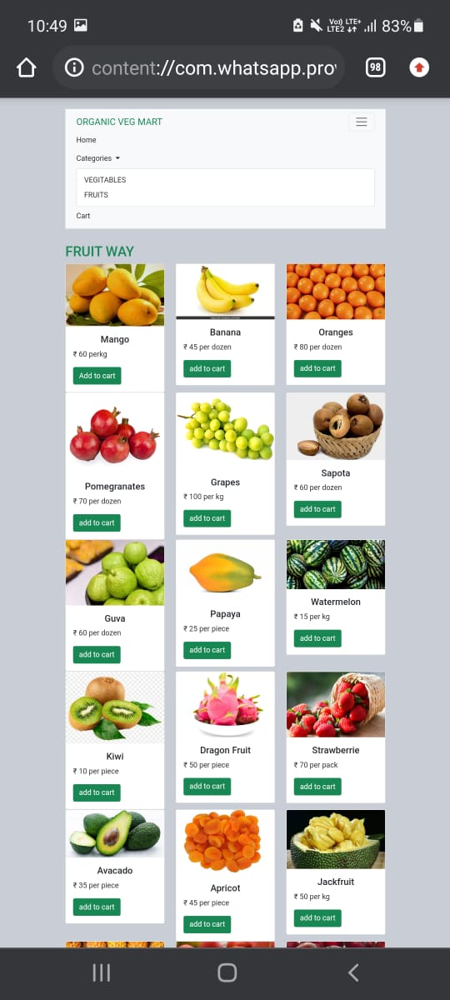 10:49
Vo) LTE+
LTE2
83%
content://com.whatsapp.pro
98
ORGANIC VEG MART
Home
Categories
VEGITABLES
FRUITS
Cart
FRUIT WAY
Mango
₹ 60 perkg
Add to cart
Banana
₹ 45 per dozen
add to cart
Oranges
₹ 80 per dozen
add to cart
Pomegranates
₹ 70 per dozen
add to cart
Grapes
₹ 100 per kg
add to cart
Sapota
₹ 60 per dozen
add to cart
Guva
₹ 60 per dozen
add to cart
Papaya
₹ 25 per piece
add to cart
Watermelon
₹ 15 per kg
add to cart
Kiwi
₹ 10 per piece
add to cart
Dragon Fruit
₹ 50 per piece
add to cart
Strawberrie
₹ 70 per pack
add to cart
Avacado
₹ 35 per piece
add to cart
Apricot
₹ 45 per piece
add to cart
Jackfruit
₹ 50 per kg
add to cart